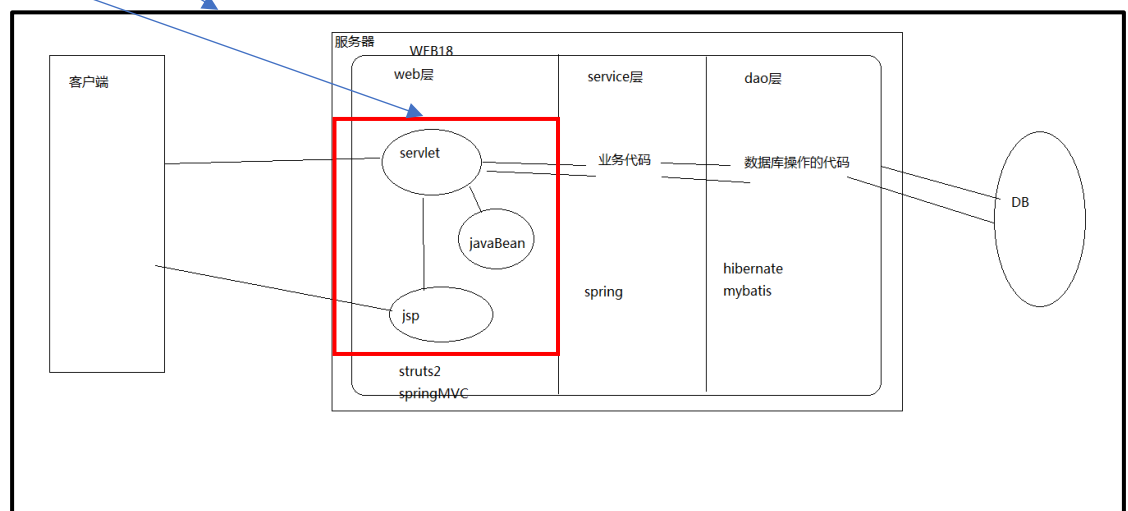 服务器
WEB18
客户端
web层
service层
dao层
servlet
业务代码
数据库操作的代码
DB
javaBean
hibernate
spring
mybatis
jsp
struts2
springMVC